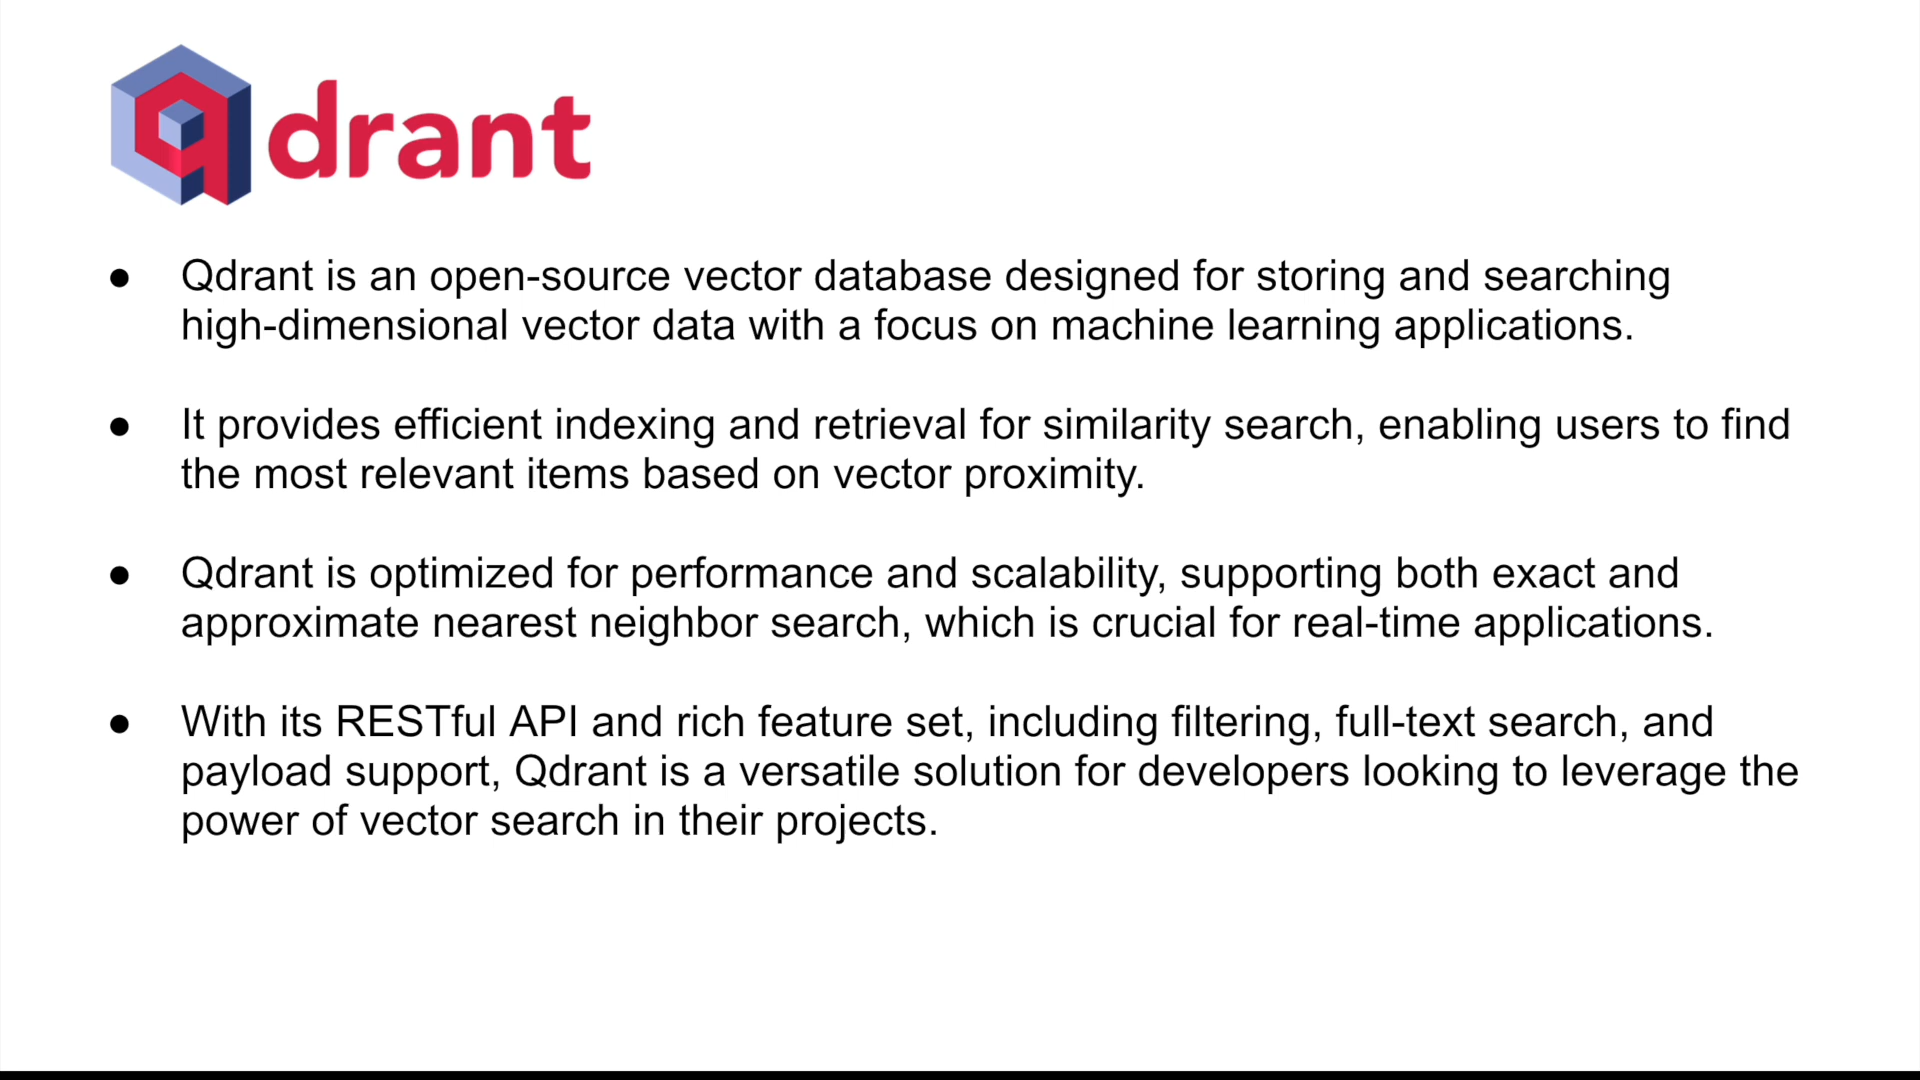 qdrant
● Qdrant is an open-source vector database designed for storing and searching
high-dimensional vector data with a focus on machine learning applications.
● It provides efficient indexing and retrieval for similarity search, enabling users to find
the most relevant items based on vector proximity.
● Qdrant is optimized for performance and scalability, supporting both exact and
approximate nearest neighbor search, which is crucial for real-time applications.
● With its RESTful API and rich feature set, including filtering, full-text search, and
payload support, Qdrant is a versatile solution for developers looking to leverage the
power of vector search in their projects.